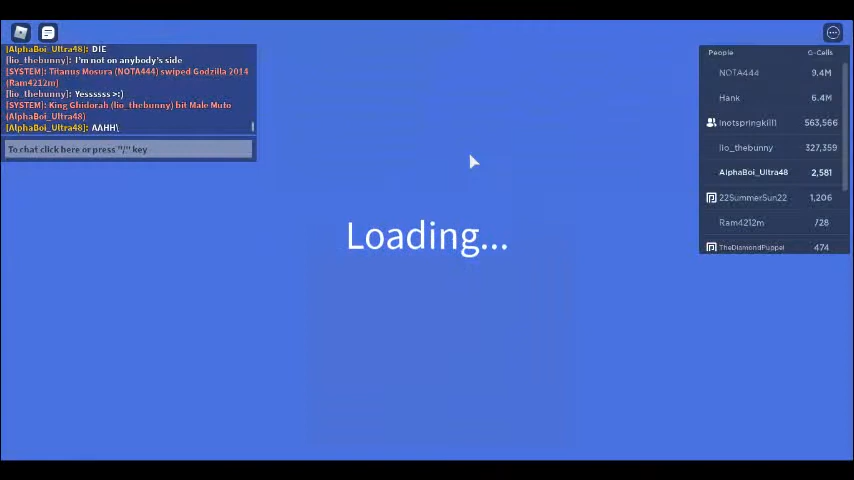 [AlphaBoi_Ultra48]: DIE
[lio_thebunny]: I'm not on anybody's side
[SYSTEM]: Titanus Mosura (NOTA444) swiped Godzilla 2014
(Ram4212m)
[lio_thebunny]: Yessssss >:)
[SYSTEM]: King Ghidorah (lio_thebunny) bit Male Muto
(AlphaBoi_Ultra48)
[AlphaBoi_Ultra48]: AAHH\
To chat click here or press "/" key
Loading...
People G-Cells
NOTA444 9.4M
Hank 6.4M
inotspringkill1 563,566
lio_thebunny 327,359
AlphaBoi_Ultra48 2,581
22SummerSun22 1,206
Ram4212m 728
TheDiamondPuppel 474